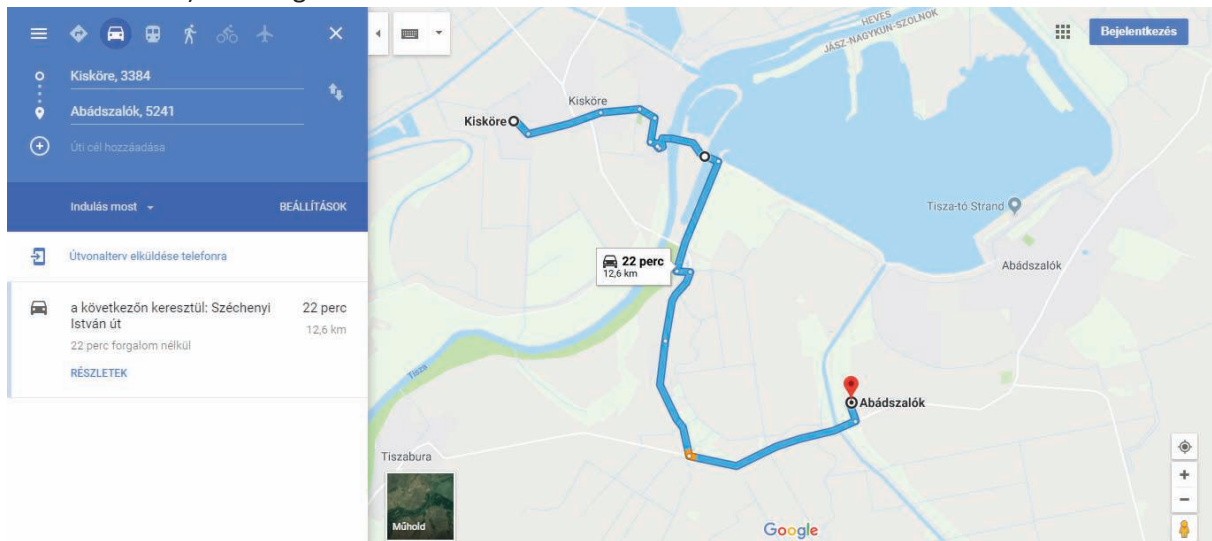 Kisköre, 3384
Abádszalók, 5241
Úti cél hozzáadása
Indulás most
BEÁLLÍTÁSOK
Útvonalterv elküldése telefonra
a következőn keresztül: Széchenyi
István út
22 perc
12,6 km
22 perc forgalom nélkül
RÉSZLETEK
HEVES
JÁSZ-NAGYKUN-SZOLNOK
Bejelentkezés
Kisköre
Kisköre
Tisza-tó Strand
Abádszalók
22 perc
12,6 km
Tisza
Abádszalók
Tiszabura
Műhold
Google